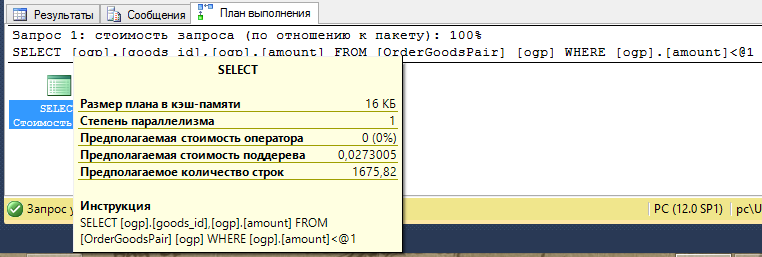 Результаты Сообщения План выполнения
Запрос 1: стоимость запроса (по отношению к пакету): 100%
SELECT [ogp].[goods_id],[ogp].[amount] FROM [OrderGoodsPair] [ogp] WHERE [ogp].[amount]<@1
SELECT
Размер плана в кэш-памяти 16 КБ
Степень параллелизма 1
Предполагаемая стоимость оператора 0 (0%)
Предполагаемая стоимость поддерева 0,0273005
Предполагаемое количество строк 1675,82
SELEC
Стоимость
Инструкция
SELECT [ogp].[goods_id],[ogp].[amount] FROM
[OrderGoodsPair] [ogp] WHERE [ogp].[amount]<@1
Запрос у
PC (12.0 SP1) pc\U